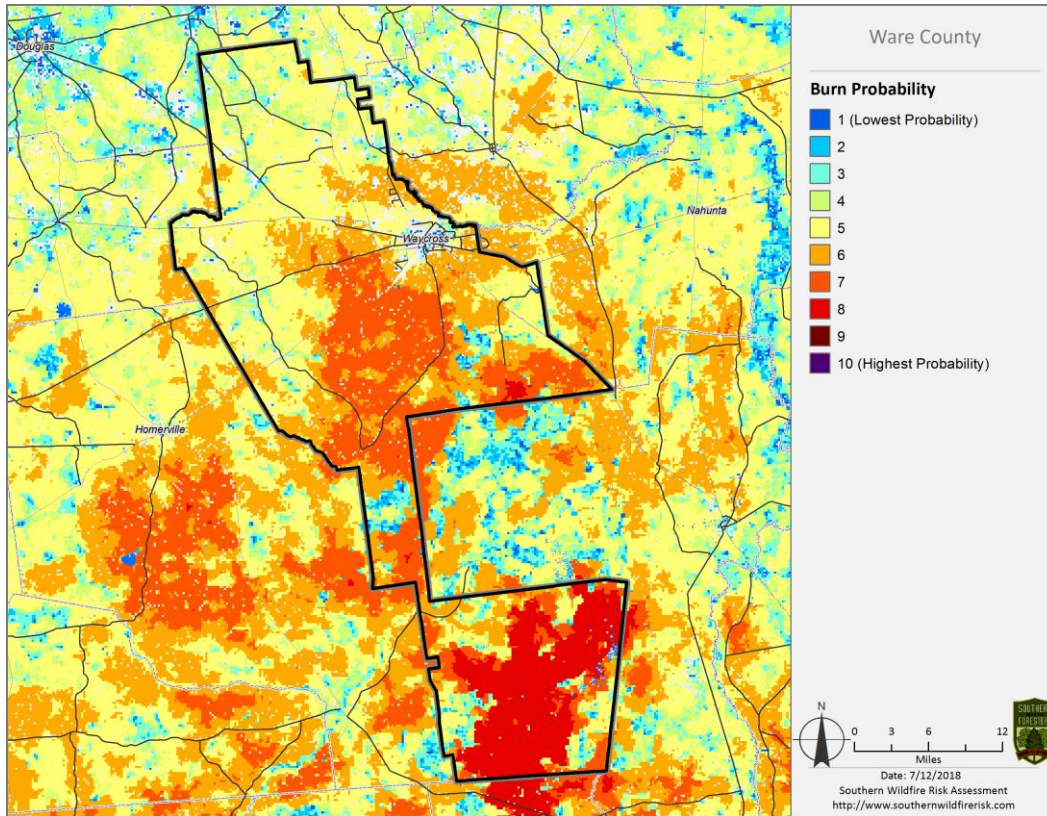 Douglas
Waycross
Nahunta
Homerville
Ware County
Burn Probability
1 (Lowest Probability)
2
3
4
5
6
7
8
9
10 (Highest Probability)
N
0 3 6 12
Miles
SOUTHERN
FORESTER
Date: 7/12/2018
Southern Wildfire Risk Assessment
http://www.southernwildfirerisk.com